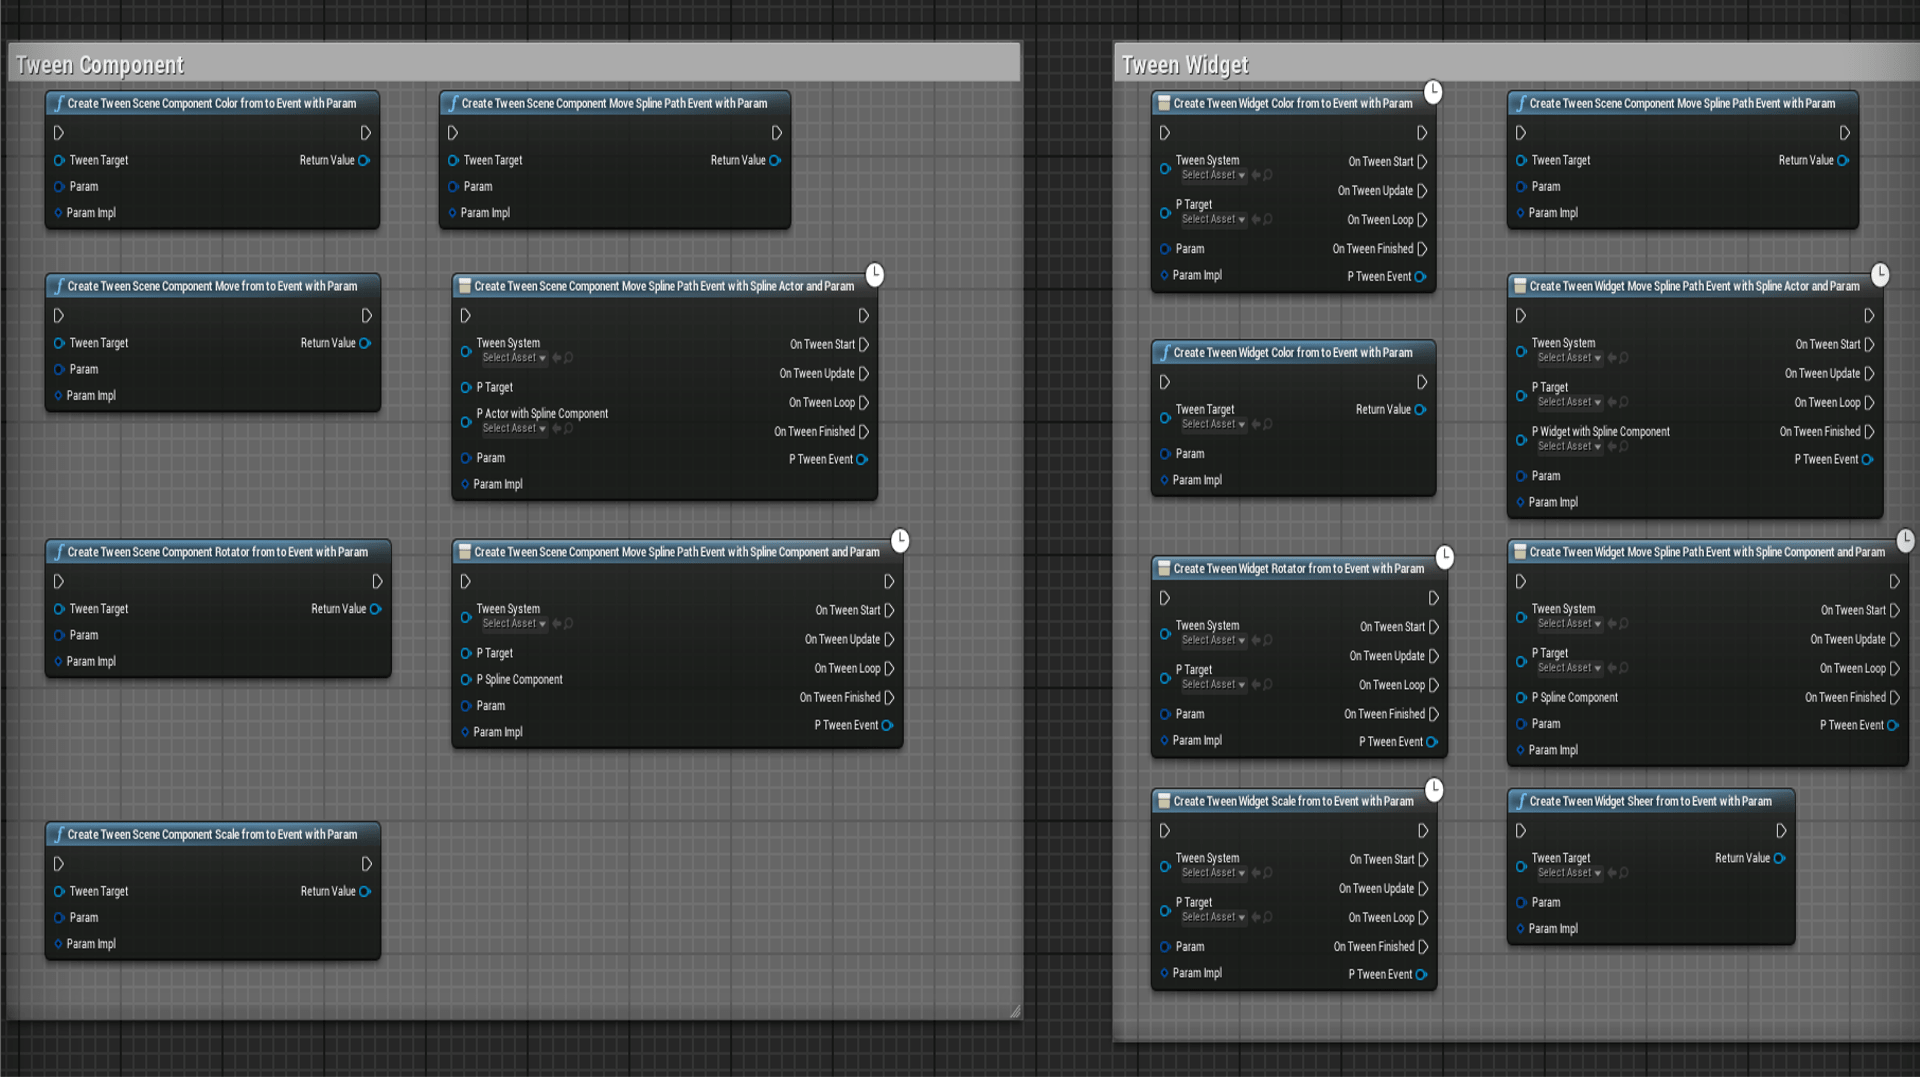 Tween Component
Create Tween Scene Component Color from to Event with Param
Tween Target
Return Value
Param
Param Impl
Create Tween Scene Component Move Spline Path Event with Param
Tween Target
Return Value
Param
Param Impl
Create Tween Scene Component Move from to Event with Param
Tween Target
Return Value
Param
Param Impl
Create Tween Scene Component Move Spline Path Event with Spline Actor and Param
Tween System
Select Asset
On Tween Start
On Tween Update
P Target
On Tween Loop
P Actor with Spline Component
Select Asset
On Tween Finished
Param
P Tween Event
Param Impl
Create Tween Scene Component Rotator from to Event with Param
Tween Target
Return Value
Param
Param Impl
Create Tween Scene Component Move Spline Path Event with Spline Component and Param
Tween System
Select Asset
On Tween Start
On Tween Update
P Target
On Tween Loop
P Spline Component
On Tween Finished
Param
P Tween Event
Param Impl
Create Tween Scene Component Scale from to Event with Param
Tween Target
Return Value
Param
Param Impl
Tween Widget
Create Tween Widget Color from to Event with Param
Tween System
Select Asset
On Tween Start
On Tween Update
P Target
Select Asset
On Tween Loop
Param
On Tween Finished
Param Impl
P Tween Event
Create Tween Scene Component Move Spline Path Event with Param
Tween Target
Return Value
Param
Param Impl
Create Tween Widget Color from to Event with Param
Tween Target
Select Asset
Return Value
Param
Param Impl
Create Tween Widget Move Spline Path Event with Spline Actor and Param
Tween System
Select Asset
On Tween Start
On Tween Update
P Target
Select Asset
On Tween Loop
P Widget with Spline Component
Select Asset
On Tween Finished
P Tween Event
Param
Param Impl
Create Tween Widget Rotator from to Event with Param
Tween System
Select Asset
On Tween Start
On Tween Update
P Target
Select Asset
On Tween Loop
Param
On Tween Finished
Param Impl
P Tween Event
Create Tween Widget Move Spline Path Event with Spline Component and Param
Tween System
Select Asset
On Tween Start
On Tween Update
P Target
Select Asset
On Tween Loop
P Spline Component
On Tween Finished
Param
P Tween Event
Param Impl
Create Tween Widget Scale from to Event with Param
Tween System
Select Asset
On Tween Start
On Tween Update
P Target
Select Asset
On Tween Loop
Param
On Tween Finished
Param Impl
P Tween Event
Create Tween Widget Sheer from to Event with Param
Tween Target
Select Asset
Return Value
Param
Param Impl